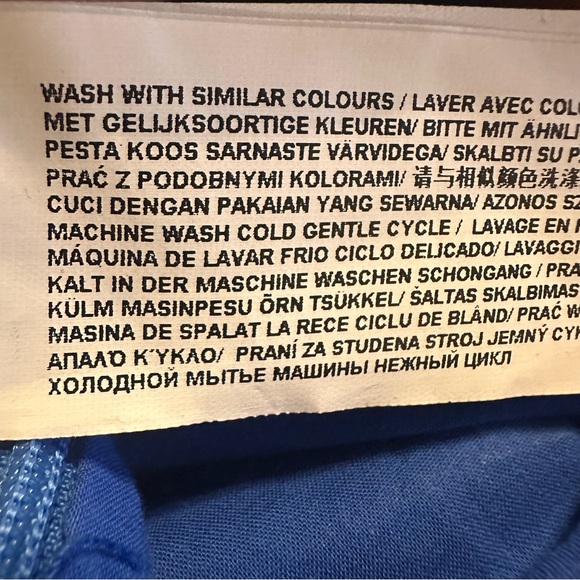 WASH WITH SIMILAR COLOURS / LAVER AVEC
MET GELIJKSOORTIGE KLEUREN/ BITTE MIT
PESTA KOOS SARNASTE VÄRVIDEGA/ SKALBTI SU
PRAĆ Z PODOBNYMI KOLORAMI/ 请与相似颜色洗涤
CUCI DENGAN PAKAIAN YANG SEWARNA/ AZONOS
MACHINE WASH COLD GENTLE CYCLE / LAVAGE EN
MÁQUINA DE LAVAR FRIO CICLO DELICADO/
KALT IN DER MASCHINE WASCHEN SCHONGANG /
KÜLM MASINPESU ÕRN TSÜKKEL/ ŠALTAS
MASINA DE SPALAT LA RECE CICLU DE BLÂND/ PRAĆ
ΑΠΑΛΌ Κ΄ΥΚΛΟ/ PRANÍ ZA STUDENA STROJ JEMNÝ
ХОЛОДНОЙ МЫТЬЕ МАШИНЫ НЕЖНЫЙ ЦИКЛ